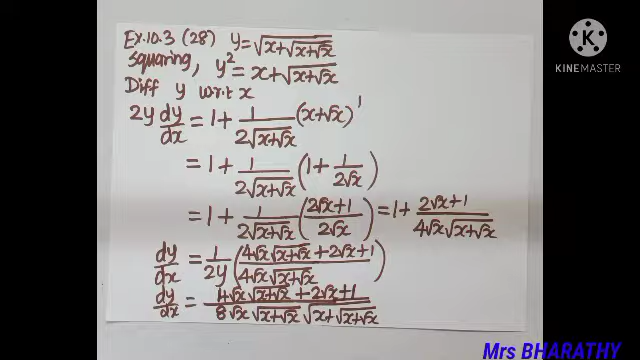 Ex.10.3 (28) y = √(x+√(x+√x))
squaring, y² = x+√(x+√x)
Diff y w.r.t x
2y dy/dx = 1 + 1/(2√(x+√x)) (x+√x)'
= 1 + 1/(2√(x+√x)) (1 + 1/(2√x))
= 1 + 1/(2√(x+√x)) ((2√x+1)/(2√x)) = 1 + (2√x+1)/(4√x√(x+√x))
dy/dx = 1/(2y) ((4√x√(x+√x) + 2√x+1)/(4√x√(x+√x)))
dy/dx = (4√x√(x+√x) + 2√x+1)/(8√x√(x+√x)√(x+√(x+√x)))
KINEMASTER
Mrs BHARATHY